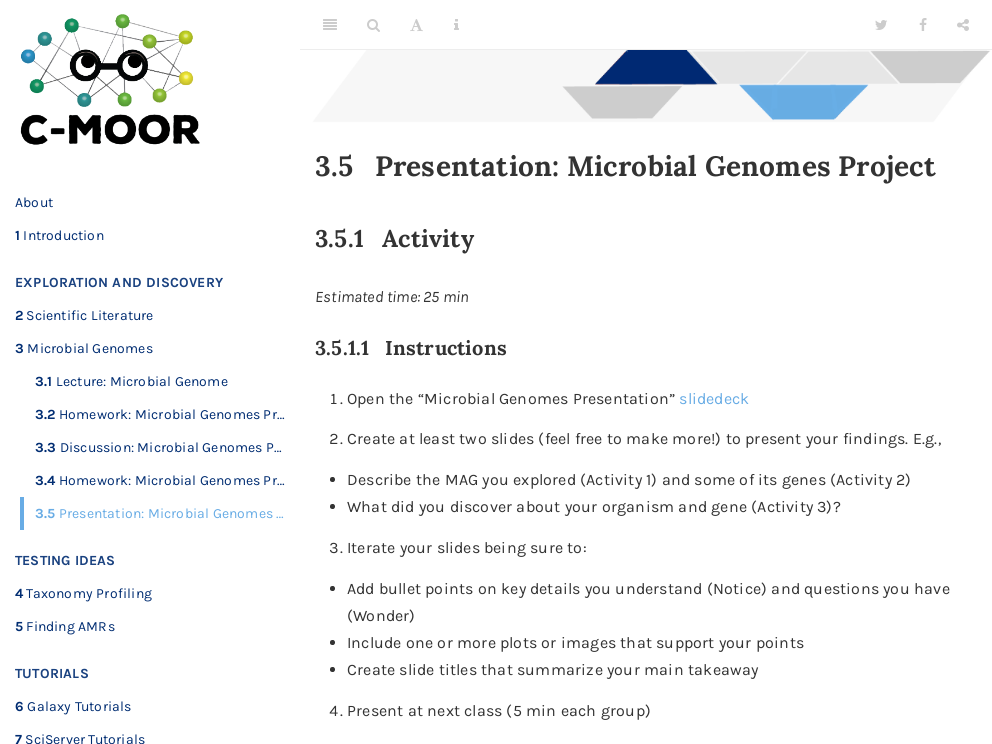 C-MOOR
About
1 Introduction
EXPLORATION AND DISCOVERY
2 Scientific Literature
3 Microbial Genomes
3.1 Lecture: Microbial Genome
3.2 Homework: Microbial Genomes Pr...
3.3 Discussion: Microbial Genomes P...
3.4 Homework: Microbial Genomes Pr...
3.5 Presentation: Microbial Genomes ...
TESTING IDEAS
4 Taxonomy Profiling
5 Finding AMRs
TUTORIALS
6 Galaxy Tutorials
7 SciServer Tutorials
3.5 Presentation: Microbial Genomes Project
3.5.1 Activity
Estimated time: 25 min
3.5.1.1 Instructions
1. Open the “Microbial Genomes Presentation” slidedeck
2. Create at least two slides (feel free to make more!) to present your findings. E.g.,
• Describe the MAG you explored (Activity 1) and some of its genes (Activity 2)
• What did you discover about your organism and gene (Activity 3)?
3. Iterate your slides being sure to:
• Add bullet points on key details you understand (Notice) and questions you have
(Wonder)
• Include one or more plots or images that support your points
• Create slide titles that summarize your main takeaway
4. Present at next class (5 min each group)